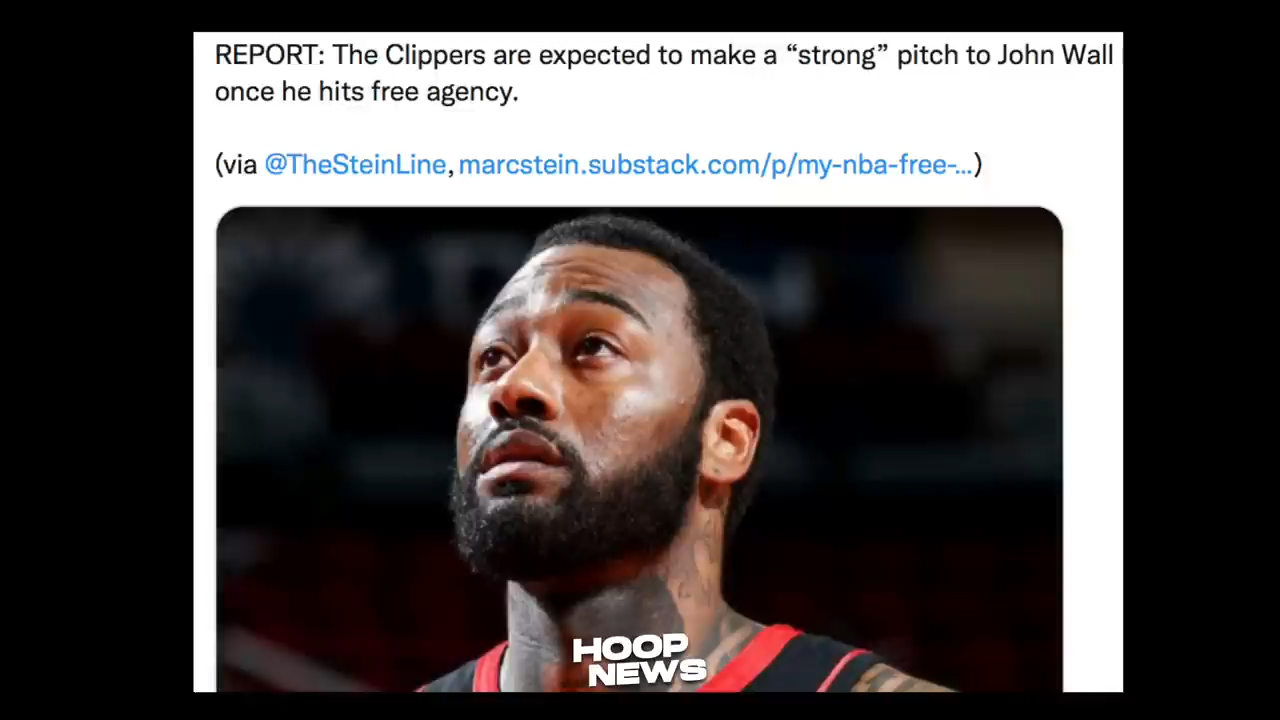 REPORT: The Clippers are expected to make a “strong” pitch to John Wall
once he hits free agency.
(via @TheSteinLine, marcstein.substack.com/p/my-nba-free-...)
HOOP
NEWS